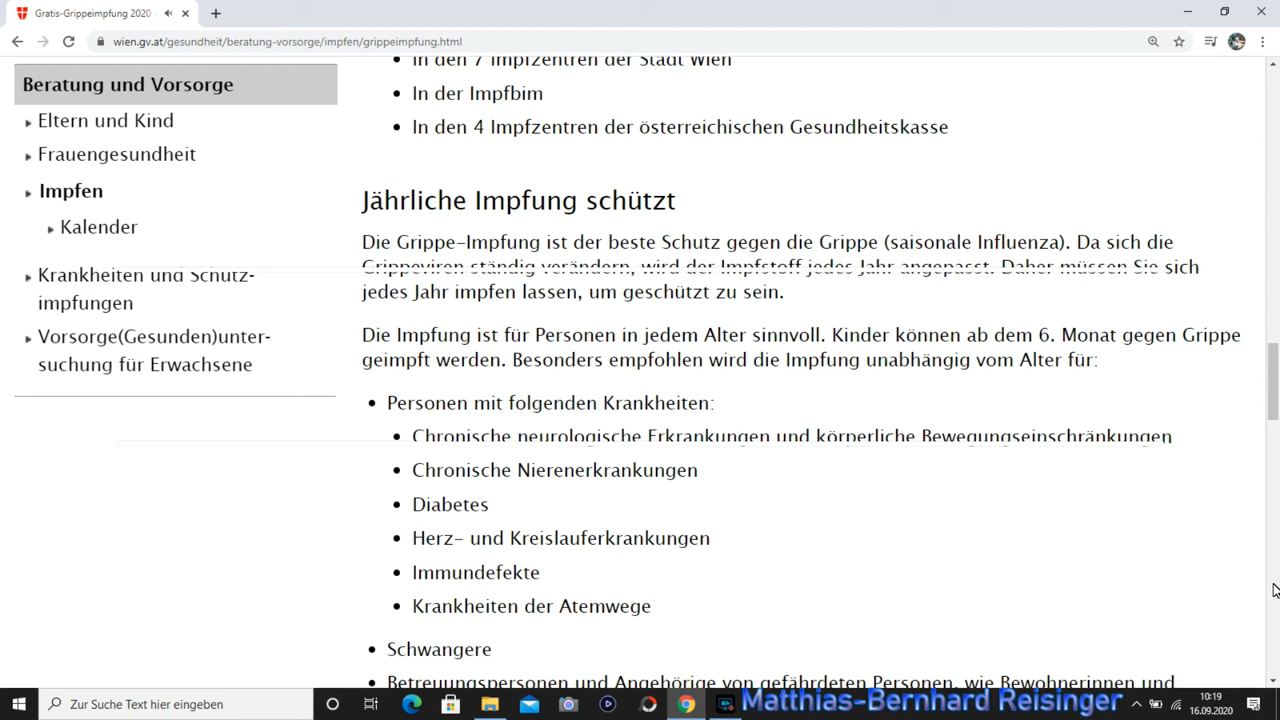 Gratis-Grippeimpfung 2020
wien.gv.at/gesundheit/beratung-vorsorge/impfen/grippeimpfung.html
Beratung und Vorsorge
Eltern und Kind
Frauengesundheit
Impfen
Kalender
Krankheiten und Schutz-
impfungen
Vorsorge(Gesunden)unter-
suchung für Erwachsene
In den 7 Impfzentren der Stadt Wien
In der Impfbim
In den 4 Impfzentren der österreichischen Gesundheitskasse
Jährliche Impfung schützt
Die Grippe-Impfung ist der beste Schutz gegen die Grippe (saisonale Influenza). Da sich die
Grippeviren ständig verändern, wird der Impfstoff jedes Jahr angepasst. Daher müssen Sie sich
jedes Jahr impfen lassen, um geschützt zu sein.
Die Impfung ist für Personen in jedem Alter sinnvoll. Kinder können ab dem 6. Monat gegen Grippe
geimpft werden. Besonders empfohlen wird die Impfung unabhängig vom Alter für:
Personen mit folgenden Krankheiten:
Chronische neurologische Erkrankungen und körperliche Bewegungseinschränkungen
Chronische Nierenerkrankungen
Diabetes
Herz- und Kreislauferkrankungen
Immundefekte
Krankheiten der Atemwege
Schwangere
Betreuungspersonen und Angehörige von gefährdeten Personen, wie Bewohnerinnen und
Zur Suche Text hier eingeben
Matthias-Bernhard Reisinger
10:19
16.09.2020